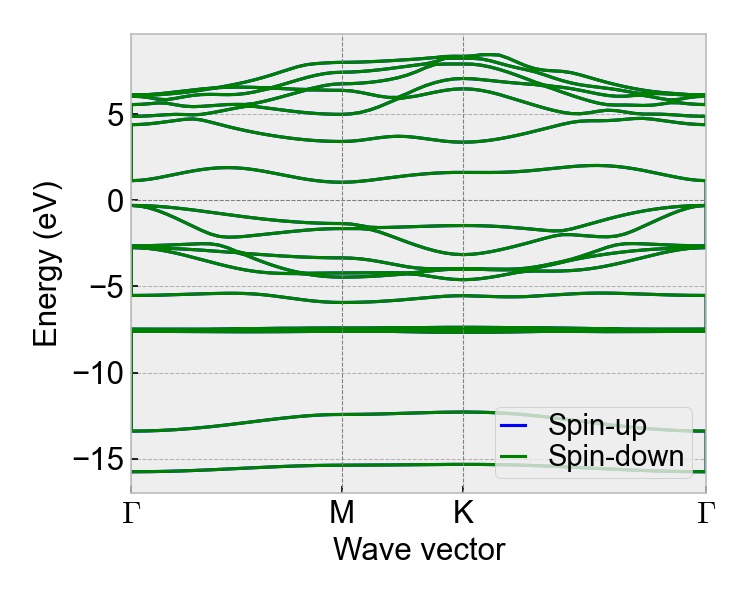 Energy (eV)
5
0
−5
−10
−15
Spin-up
Spin-down
Γ M K Γ
Wave vector